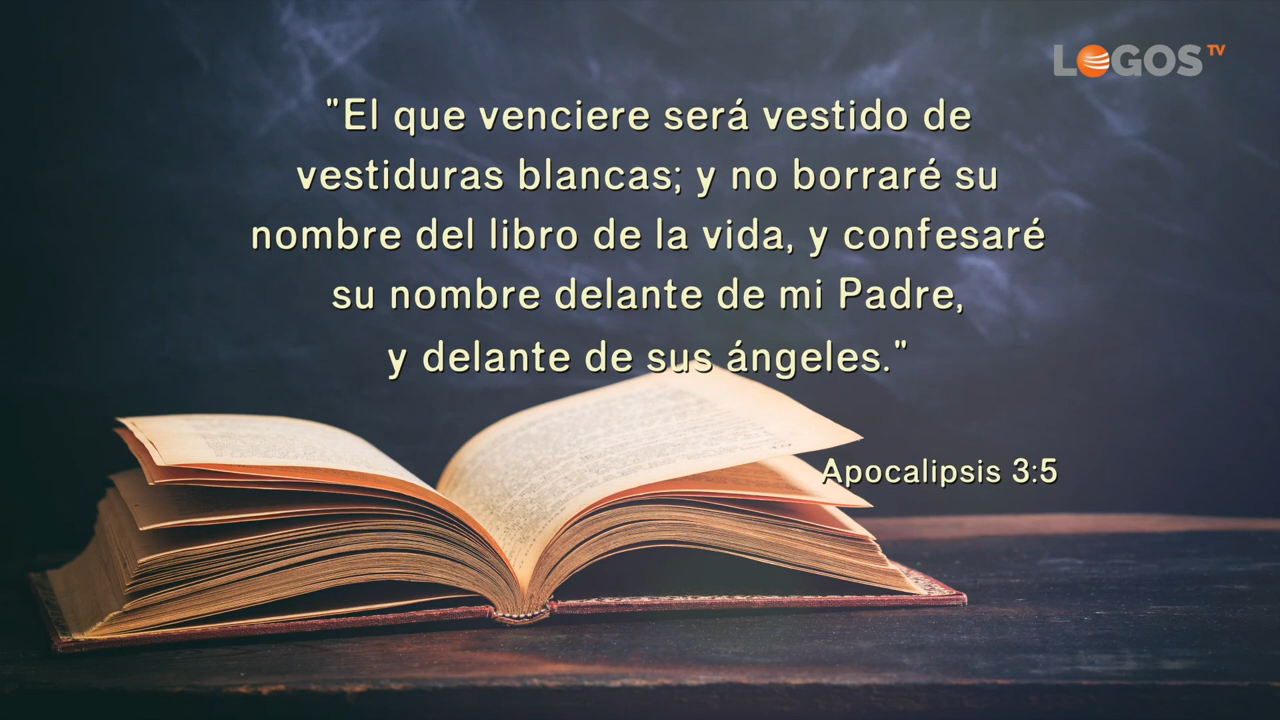 LOGOS TV
"El que venciere será vestido de
vestiduras blancas; y no borraré su
nombre del libro de la vida, y confesaré
su nombre delante de mi Padre,
y delante de sus ángeles."
Apocalipsis 3:5